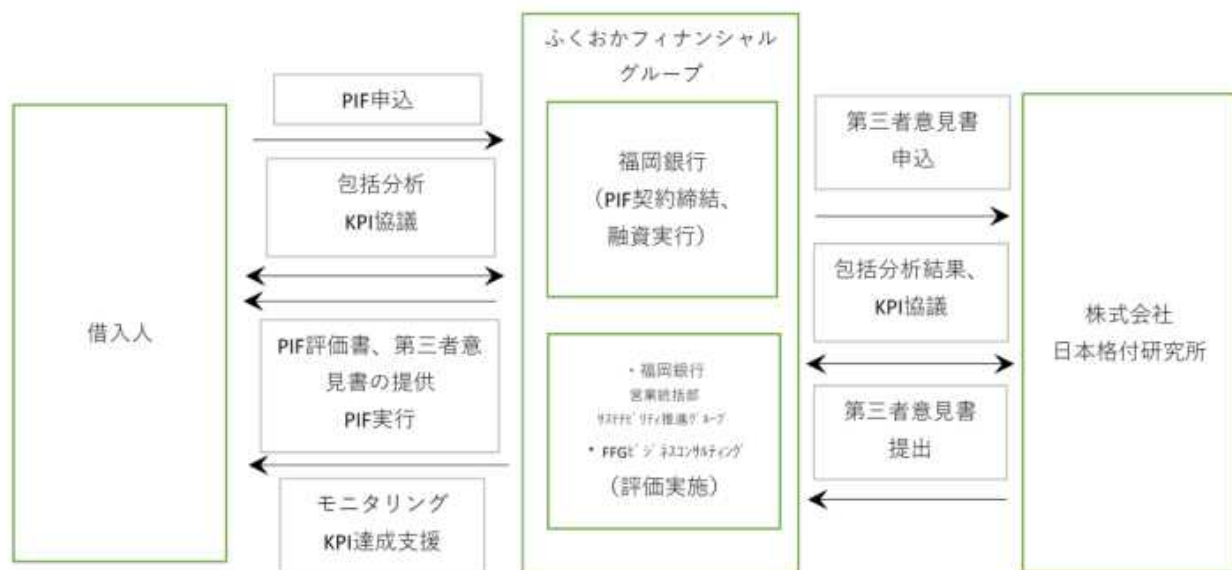 借入人
PIF申込
包括分析
KPI協議
PIF評価書、第三者意
見書の提供
PIF実行
モニタリング
KPI達成支援
ふくおかフィナンシャル
グループ
福岡銀行
（PIF契約締結、
融資実行）
・福岡銀行
営業統括部
ｻｽﾃﾅﾋﾞﾘﾃｨ推進ｸﾞﾙｰﾌﾟ
・FFGﾋﾞｼﾞﾈｽｺﾝｻﾙﾃｨﾝｸﾞ
（評価実施）
第三者意見書
申込
包括分析結果、
KPI協議
第三者意見書
提出
株式会社
日本格付研究所